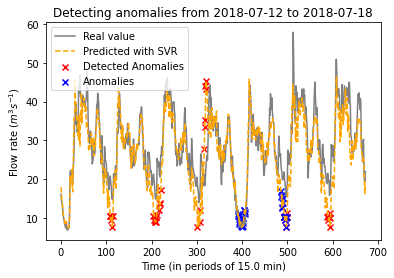 Detecting anomalies from 2018-07-12 to 2018-07-18
Real value
Predicted with SVR
Detected Anomalies
Anomalies
Flow rate (m³s⁻¹)
60
50
40
30
20
10
0 100 200 300 400 500 600 700
Time (in periods of 15.0 min)